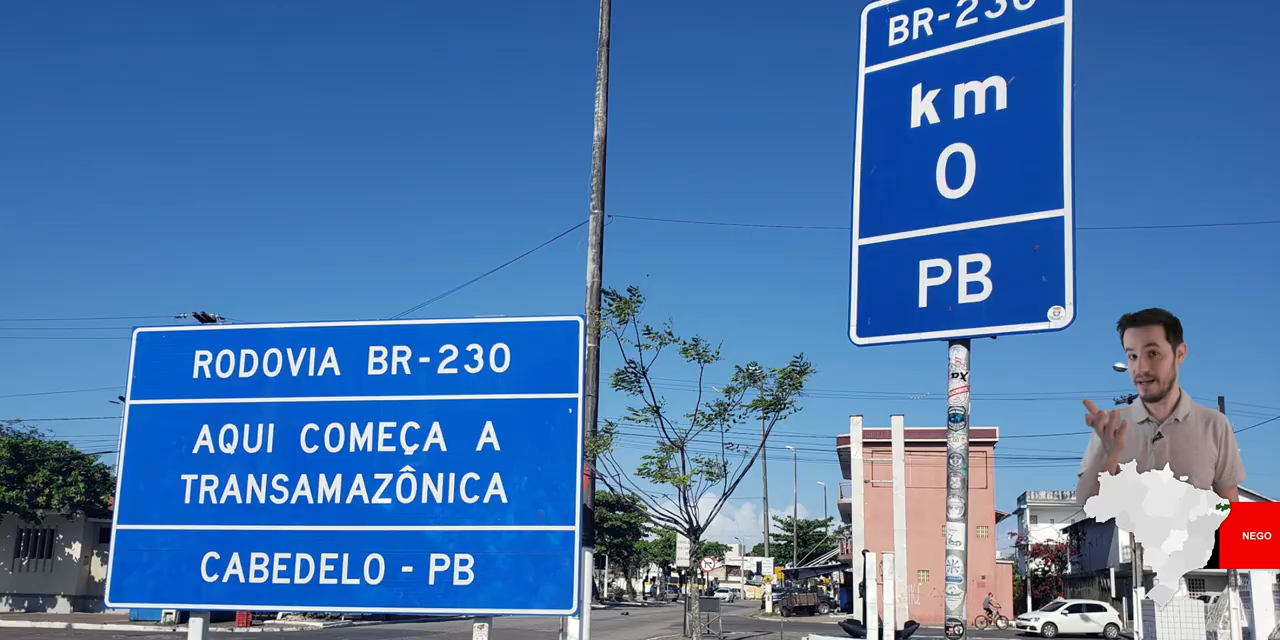 RODOVIA BR-230
AQUI COMEÇA A
TRANSAMAZÔNICA
CABEDELO - PB
BR-230
km
0
PB
NEGO